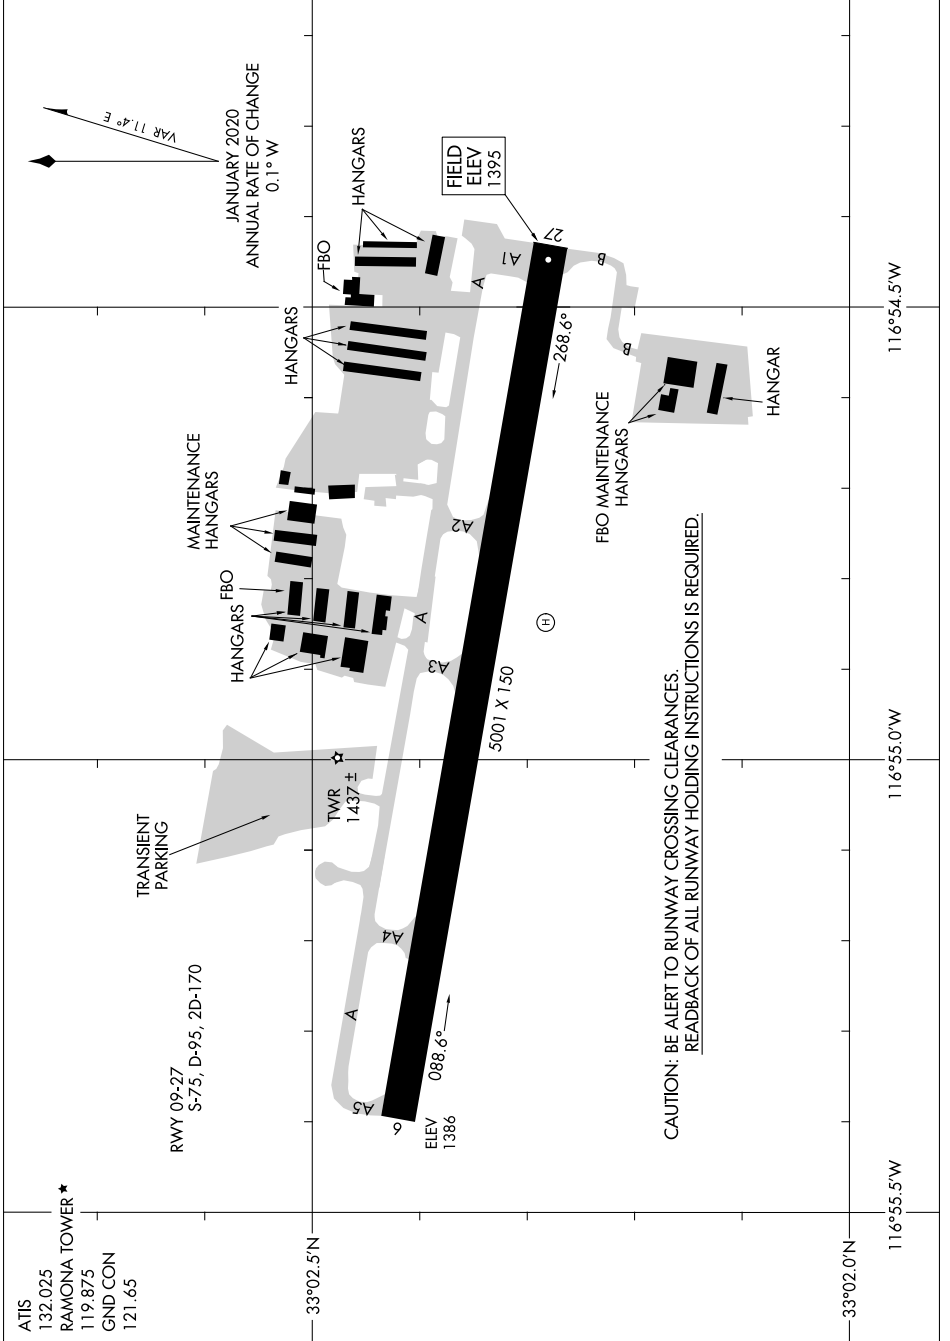 ATIS
132.025
RAMONA TOWER★
119.875
GND CON
121.65
RWY 09-27
S-75, D-95, 2D-170
TRANSIENT
PARKING
TWR
1437 ±
HANGARS
FBO
MAINTENANCE
HANGARS
HANGARS
FBO
HANGARS
JANUARY 2020
ANNUAL RATE OF CHANGE
0.1° W
VAR 11.4° E
FIELD
ELEV
1395
27
A1
A
B
B
268.6°
A2
A
A3
5001 X 150
H
A4
A
A5
9
088.6°
ELEV
1386
FBO MAINTENANCE
HANGARS
HANGAR
CAUTION: BE ALERT TO RUNWAY CROSSING CLEARANCES.
READBACK OF ALL RUNWAY HOLDING INSTRUCTIONS IS REQUIRED.
33°02.5'N
33°02.0'N
116°55.5'W
116°55.0'W
116°54.5'W